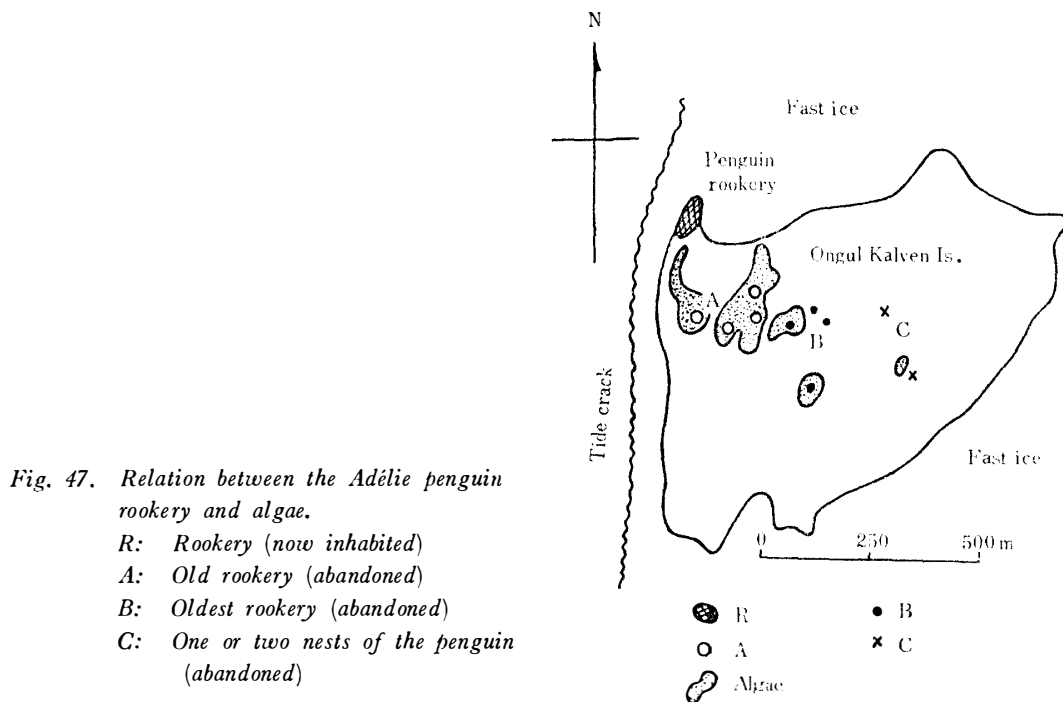 N
Fast ice
Penguin
rookery
Ongul Kalven Is.
A
B
C
Tide crack
Fast ice
0 250 500 m
R B
A C
Algae
Fig. 47. Relation between the Adélie penguin
rookery and algae.
R: Rookery (now inhabited)
A: Old rookery (abandoned)
B: Oldest rookery (abandoned)
C: One or two nests of the penguin
(abandoned)